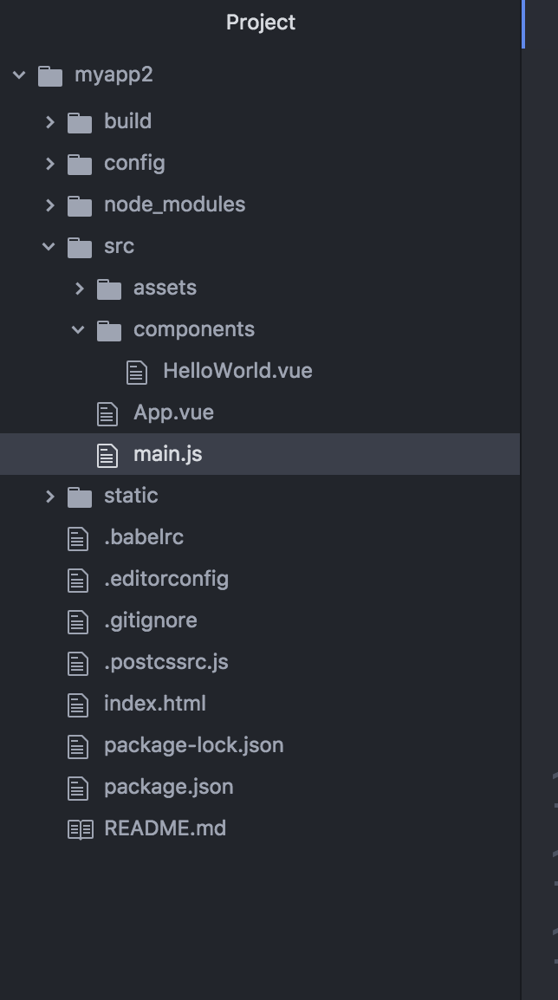 Project
myapp2
build
config
node_modules
src
assets
components
HelloWorld.vue
App.vue
main.js
static
.babelrc
.editorconfig
.gitignore
.postcssrc.js
index.html
package-lock.json
package.json
README.md